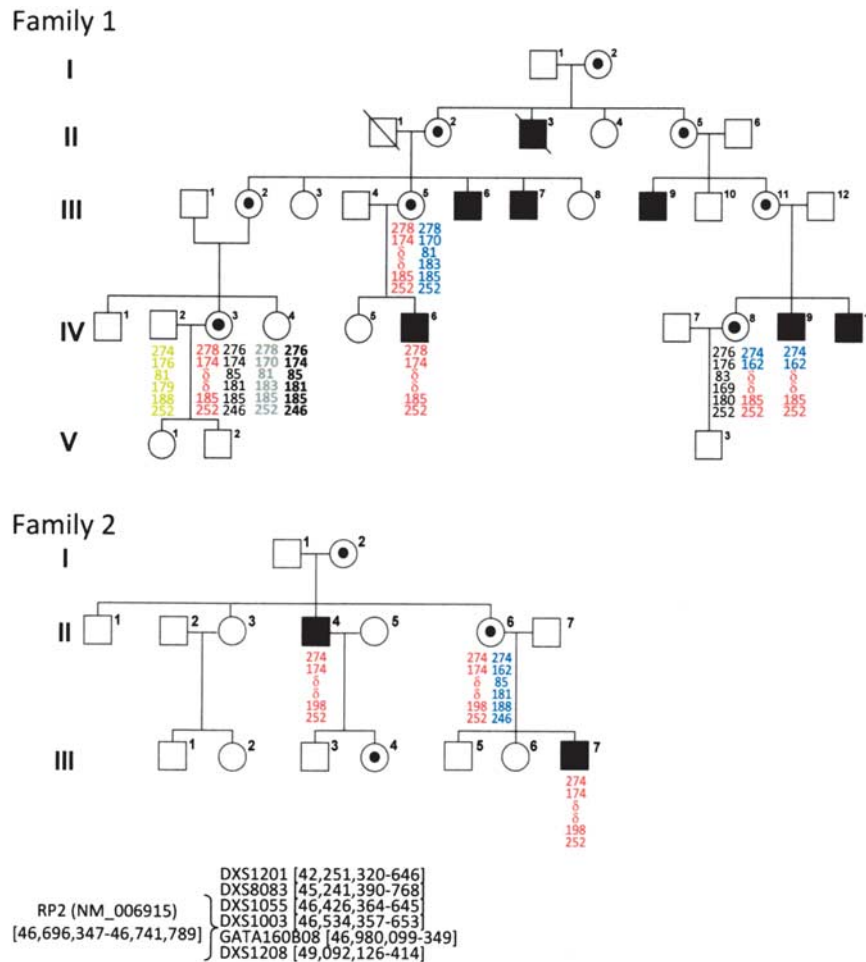 Family 1
I
1 2
II
1 2 3 4 5 6
III
1 2 3 4 5 6 7 8 9 10 11 12
278 278
174 170
δ 81
δ 183
185 185
252 252
IV
1 2 3 4 5 6 7 8 9 1
274 278 276 278 276 278 276 274 274
176 174 174 170 174 174 176 162 162
81 δ 85 81 85 δ 83 δ δ
179 δ 181 183 181 δ 169 δ δ
188 185 185 185 185 185 180 185 185
252 252 246 252 246 252 252 252 252
V
1 2 3
Family 2
I
1 2
II
1 2 3 4 5 6 7
274 274 274
174 174 162
δ δ 85
δ δ 181
198 198 188
252 252 246
III
1 2 3 4 5 6 7
274
174
δ
δ
198
252
DXS1201 [42,251,320-646]
DXS8083 [45,241,390-768]
RP2 (NM_006915) DXS1055 [46,426,364-645]
[46,696,347-46,741,789] DXS1003 [46,534,357-653]
GATA160B08 [46,980,099-349]
DXS1208 [49,092,126-414]